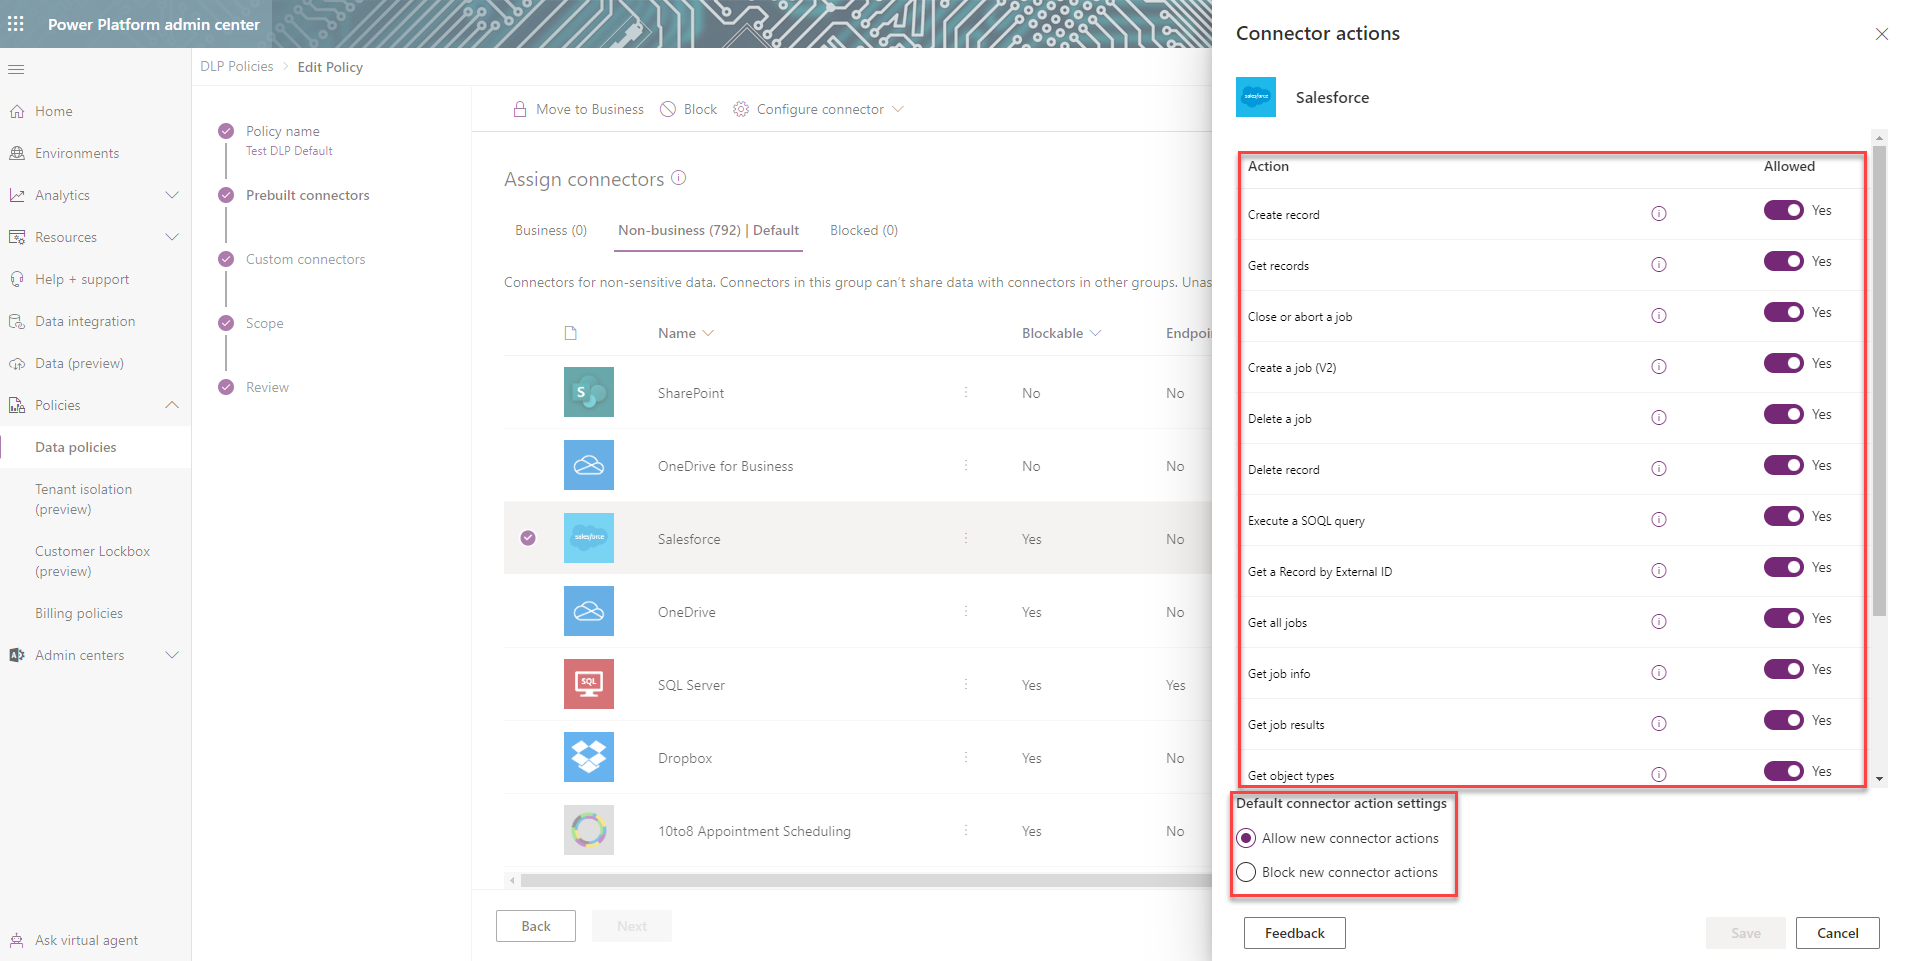 Power Platform admin center
Home
Environments
Analytics
Resources
Help + support
Data integration
Data (preview)
Policies
Data policies
Tenant isolation
(preview)
Customer Lockbox
(preview)
Billing policies
Admin centers
Ask virtual agent
DLP Policies > Edit Policy
Policy name
Test DLP Default
Prebuilt connectors
Custom connectors
Scope
Review
Move to Business Block Configure connector
Assign connectors
Business (0) Non-business (792) | Default Blocked (0)
Connectors for non-sensitive data. Connectors in this group can't share data with connectors in other groups. Unas
Name Blockable Endpoi
SharePoint No No
OneDrive for Business No No
salesforce Salesforce Yes No
OneDrive Yes No
SQL SQL Server Yes Yes
Dropbox Yes No
10to8 Appointment Scheduling Yes No
Back Next
Connector actions
salesforce Salesforce
Action Allowed
Create record Yes
Get records Yes
Close or abort a job Yes
Create a job (V2) Yes
Delete a job Yes
Delete record Yes
Execute a SOQL query Yes
Get a Record by External ID Yes
Get all jobs Yes
Get job info Yes
Get job results Yes
Get object types Yes
Default connector action settings
Allow new connector actions
Block new connector actions
Feedback Save Cancel